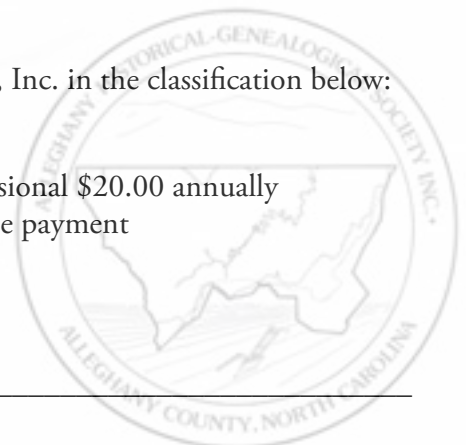 , Inc. in the classification below:
sional $20.00 annually
e payment
ALLEGHANY HISTORICAL-GENEALOGICAL SOCIETY INC.
ALLEGHANY COUNTY, NORTH CAROLINA